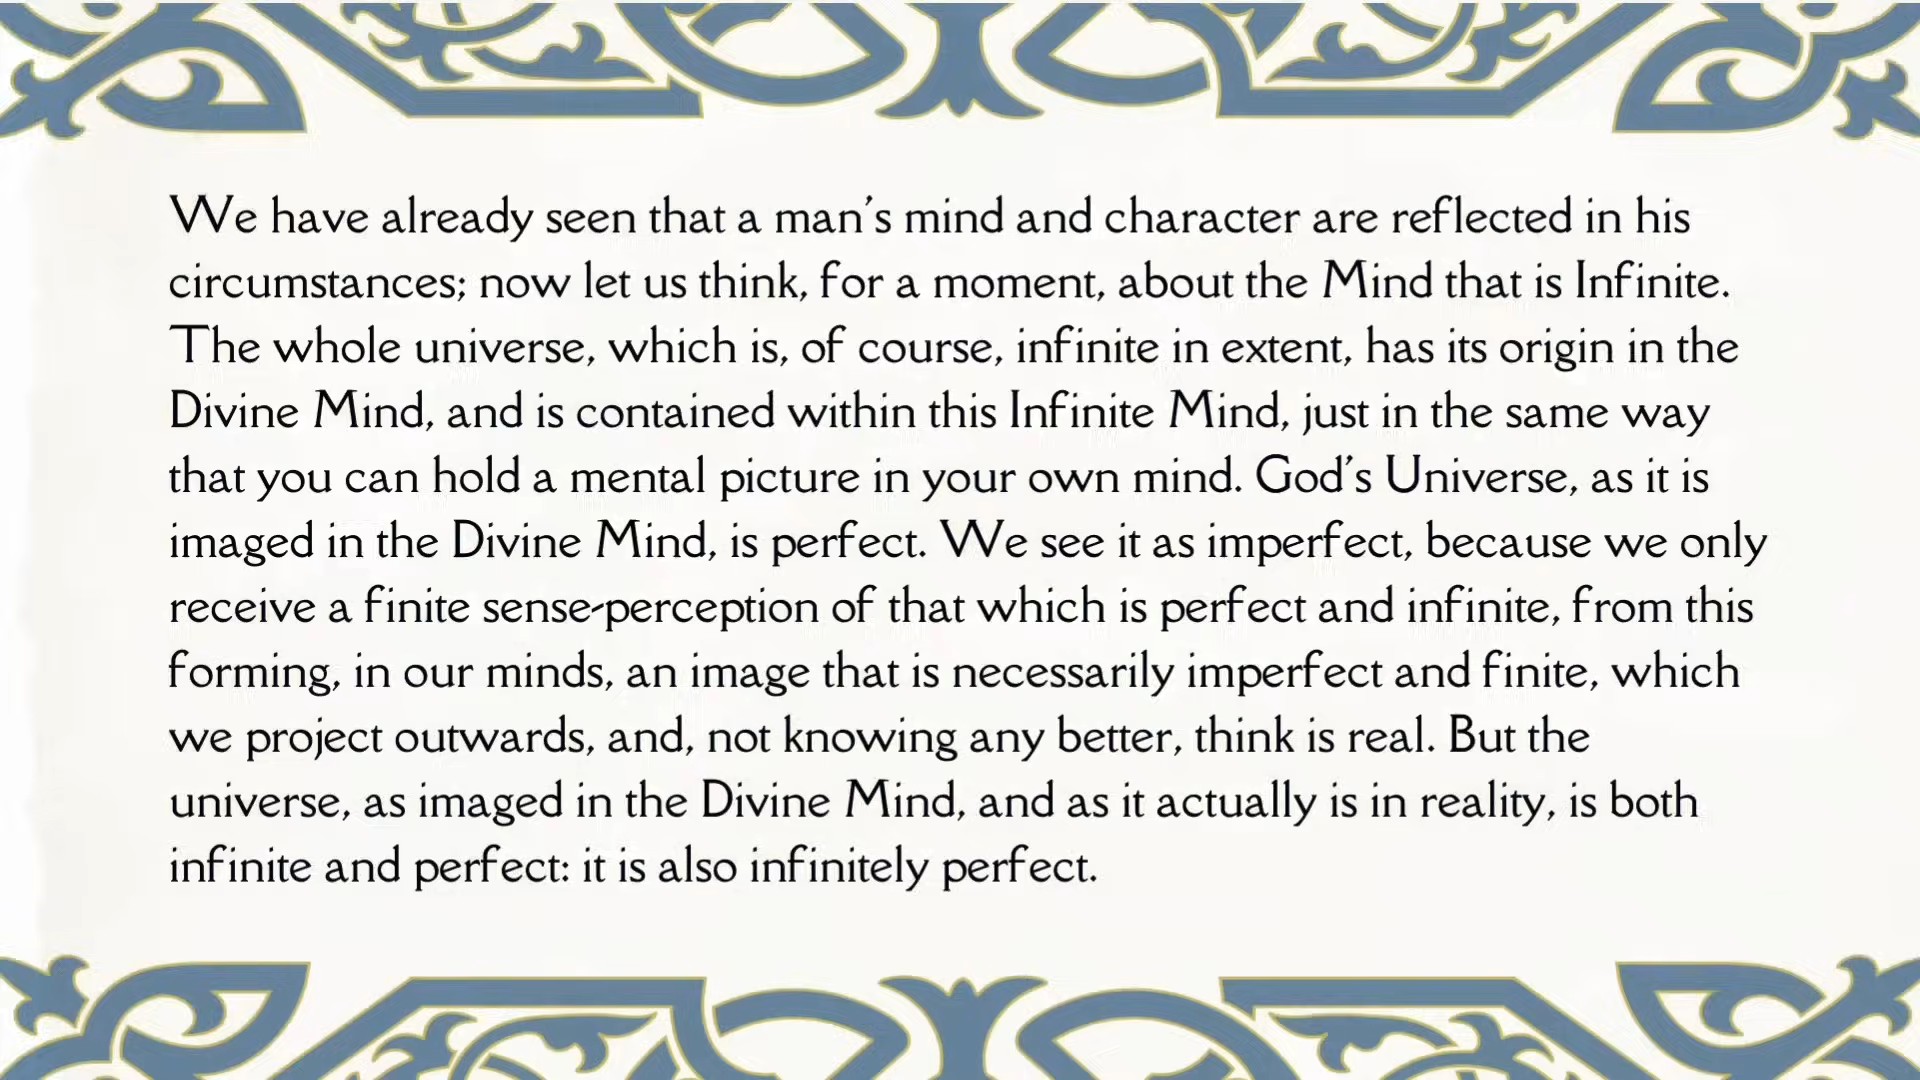 We have already seen that a man’s mind and character are reflected in his
circumstances; now let us think, for a moment, about the Mind that is Infinite.
The whole universe, which is, of course, infinite in extent, has its origin in the
Divine Mind, and is contained within this Infinite Mind, just in the same way
that you can hold a mental picture in your own mind. God’s Universe, as it is
imaged in the Divine Mind, is perfect. We see it as imperfect, because we only
receive a finite sense-perception of that which is perfect and infinite, from this
forming, in our minds, an image that is necessarily imperfect and finite, which
we project outwards, and, not knowing any better, think is real. But the
universe, as imaged in the Divine Mind, and as it actually is in reality, is both
infinite and perfect: it is also infinitely perfect.